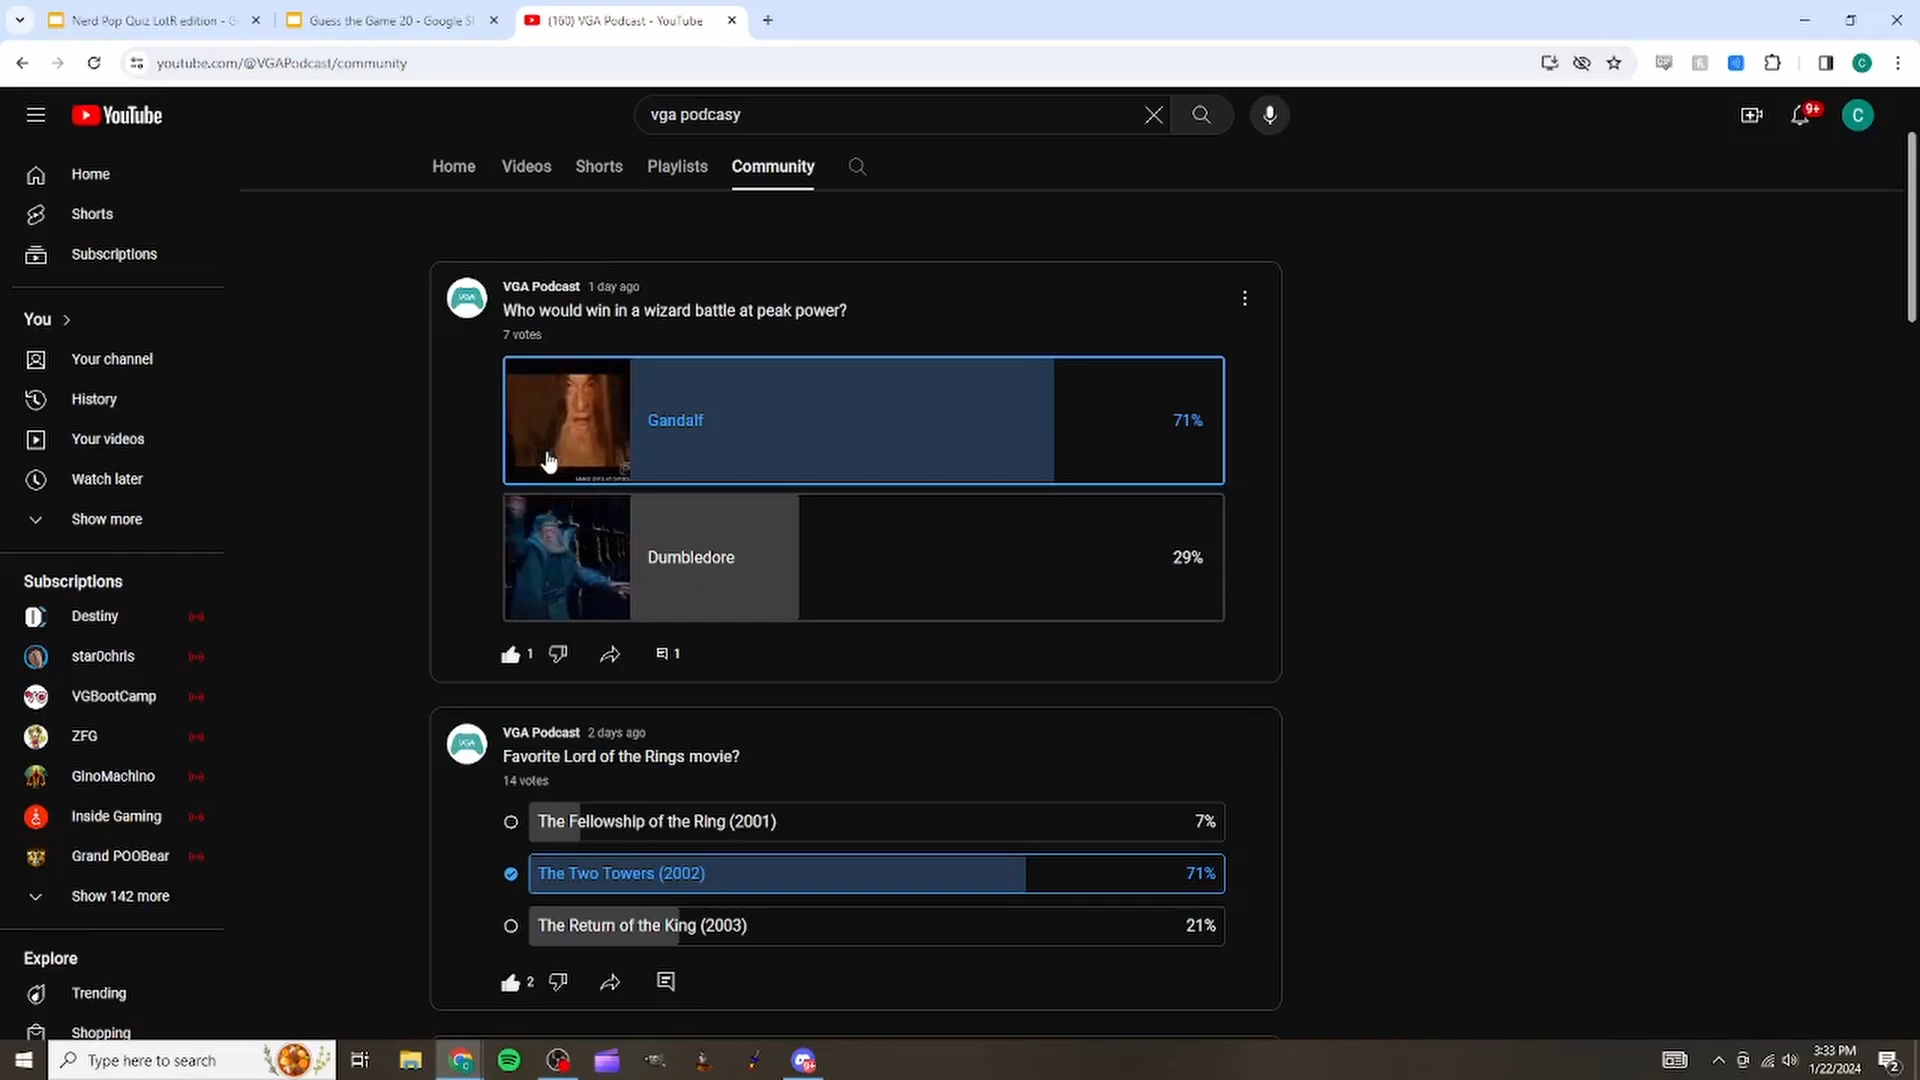 Nerd Pop Quiz LotR edition - G
Guess the Game 20 - Google Sl
(160) VGA Podcast - YouTube
youtube.com/@VGAPodcast/community
C
YouTube
vga podcasy
9+
C
Home
Videos
Shorts
Playlists
Community
Home
Shorts
Subscriptions
You
Your channel
History
Your videos
Watch later
Show more
Subscriptions
Destiny
star0chris
VGBootCamp
ZFG
GinoMachino
Inside Gaming
Grand POOBear
Show 142 more
Explore
Trending
Shopping
VGA
VGA Podcast 1 day ago
Who would win in a wizard battle at peak power?
7 votes
Gandalf
71%
Dumbledore
29%
1
1
VGA
VGA Podcast 2 days ago
Favorite Lord of the Rings movie?
14 votes
The Fellowship of the Ring (2001)
7%
The Two Towers (2002)
71%
The Return of the King (2003)
21%
2
Type here to search
9+
3:33 PM
1/22/2024
2